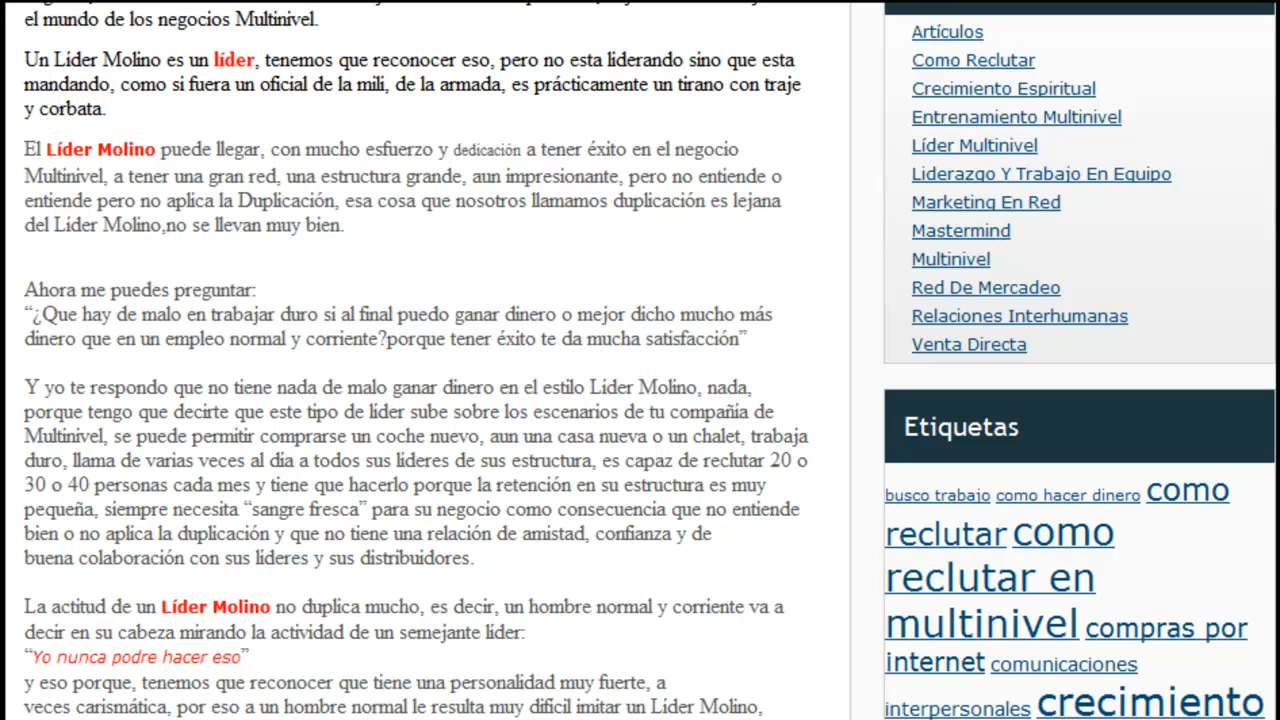 el mundo de los negocios Multinivel.
Un Líder Molino es un líder, tenemos que reconocer eso, pero no esta liderando sino que esta
mandando, como si fuera un oficial de la mili, de la armada, es prácticamente un tirano con traje
y corbata.
El Líder Molino puede llegar, con mucho esfuerzo y dedicación a tener éxito en el negocio
Multinivel, a tener una gran red, una estructura grande, aun impresionante, pero no entiende o
entiende pero no aplica la Duplicación, esa cosa que nosotros llamamos duplicación es lejana
del Líder Molino,no se llevan muy bien.
Ahora me puedes preguntar:
“¿Que hay de malo en trabajar duro si al final puedo ganar dinero o mejor dicho mucho más
dinero que en un empleo normal y corriente?porque tener éxito te da mucha satisfacción”
Y yo te respondo que no tiene nada de malo ganar dinero en el estilo Líder Molino, nada,
porque tengo que decirte que este tipo de líder sube sobre los escenarios de tu compañía de
Multinivel, se puede permitir comprarse un coche nuevo, aun una casa nueva o un chalet, trabaja
duro, llama de varias veces al día a todos sus lideres de sus estructura, es capaz de reclutar 20 o
30 o 40 personas cada mes y tiene que hacerlo porque la retención en su estructura es muy
pequeña, siempre necesita “sangre fresca” para su negocio como consecuencia que no entiende
bien o no aplica la duplicación y que no tiene una relación de amistad, confianza y de
buena colaboración con sus líderes y sus distribuidores.
La actitud de un Líder Molino no duplica mucho, es decir, un hombre normal y corriente va a
decir en su cabeza mirando la actividad de un semejante líder:
“Yo nunca podre hacer eso”
y eso porque, tenemos que reconocer que tiene una personalidad muy fuerte, a
veces carismática, por eso a un hombre normal le resulta muy difícil imitar un Líder Molino,
Artículos
Como Reclutar
Crecimiento Espiritual
Entrenamiento Multinivel
Líder Multinivel
Liderazgo Y Trabajo En Equipo
Marketing En Red
Mastermind
Multinivel
Red De Mercadeo
Relaciones Interhumanas
Venta Directa
Etiquetas
busco trabajo como hacer dinero como
reclutar como
reclutar en
multinivel compras por
internet comunicaciones
interpersonales crecimiento